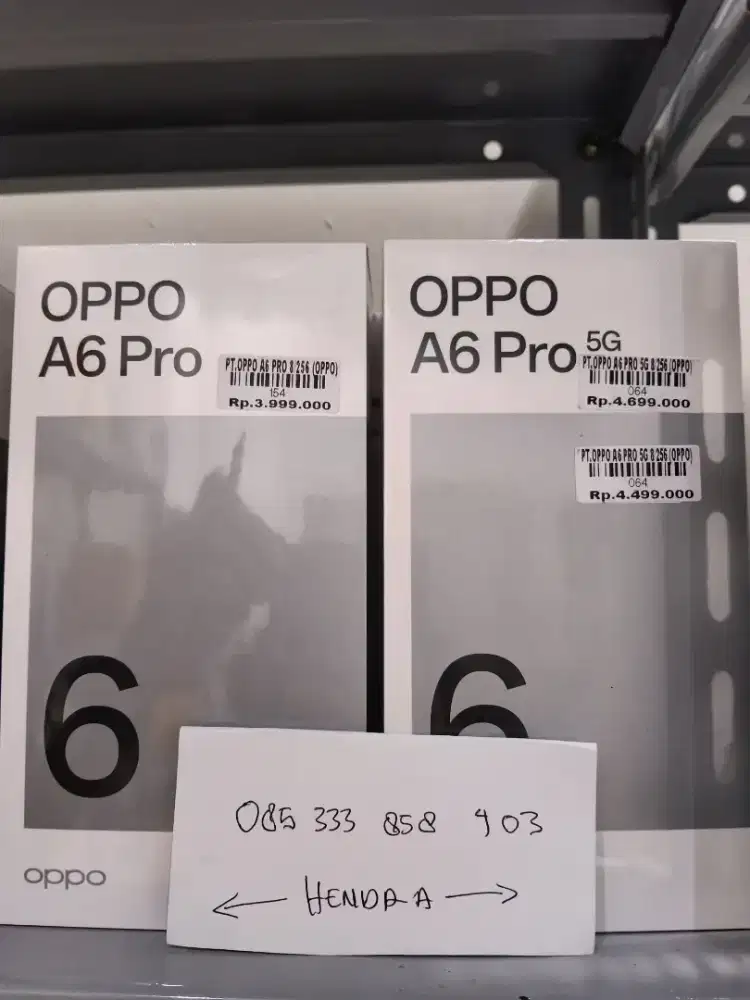 OPPO
A6 Pro
PT.OPPO A6 PRO 8 256 (OPPO)
154
Rp.3.999.000
6
oppo
OPPO
A6 Pro 5G
PT.OPPO A6 PRO 5G 8 256 (OPPO)
064
Rp.4.699.000
PT.OPPO A6 PRO 5G 8 256 (OPPO)
064
Rp.4.499.000
6
085 333 858 903
← HENDRA →